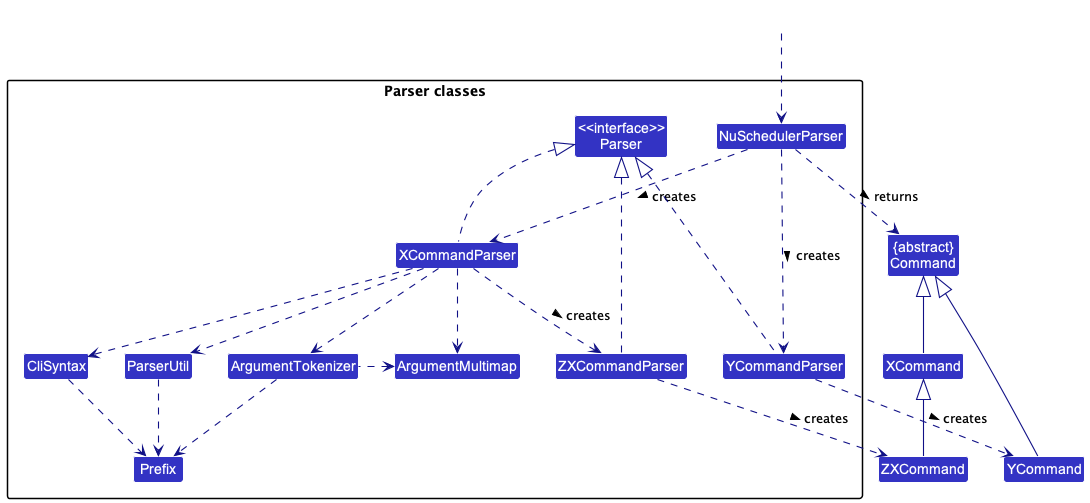 Parser classes
<<interface>>
Parser
NuSchedulerParser
creates
returns
XCommandParser
creates
{abstract}
Command
creates
CliSyntax
ParserUtil
ArgumentTokenizer
ArgumentMultimap
ZXCommandParser
YCommandParser
XCommand
creates
creates
Prefix
ZXCommand
YCommand